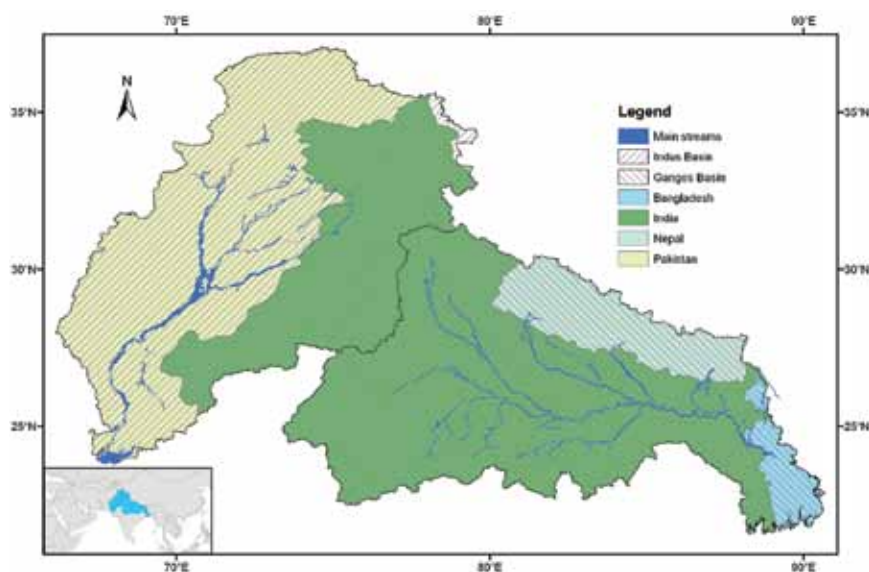 70°E 80°E 90°E
N
35°N 35°N
Legend
Main streams
Indus Basin
Ganges Basin
Bangladesh
India
Nepal
Pakistan
30°N 30°N
25°N 25°N
70°E 80°E 90°E